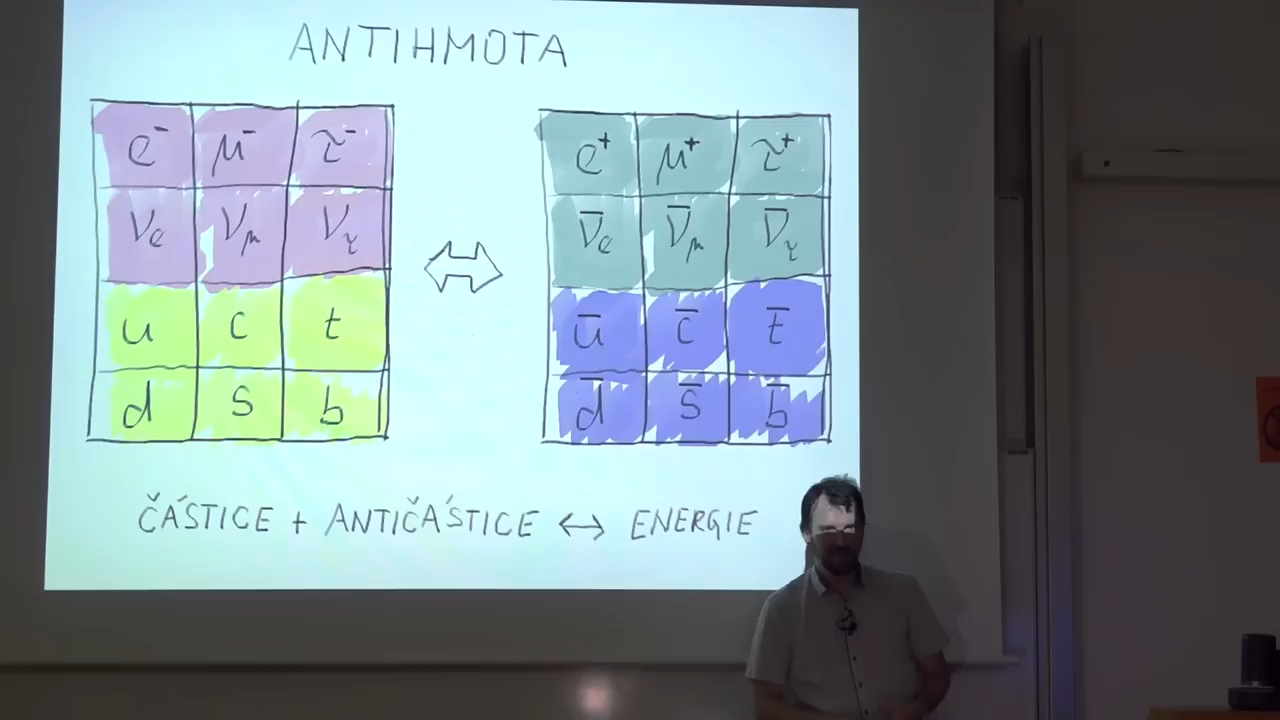 ANTIHMOTA
e⁻ μ⁻ τ⁻ e⁺ μ⁺ τ⁺
νₑ ν_μ ν_τ ν̄ₑ ν̄_μ ν̄_τ
u c t ū c̄ t̄
d s b d̄ s̄ b̄
ČÁSTICE + ANTIČÁSTICE ↔ ENERGIE